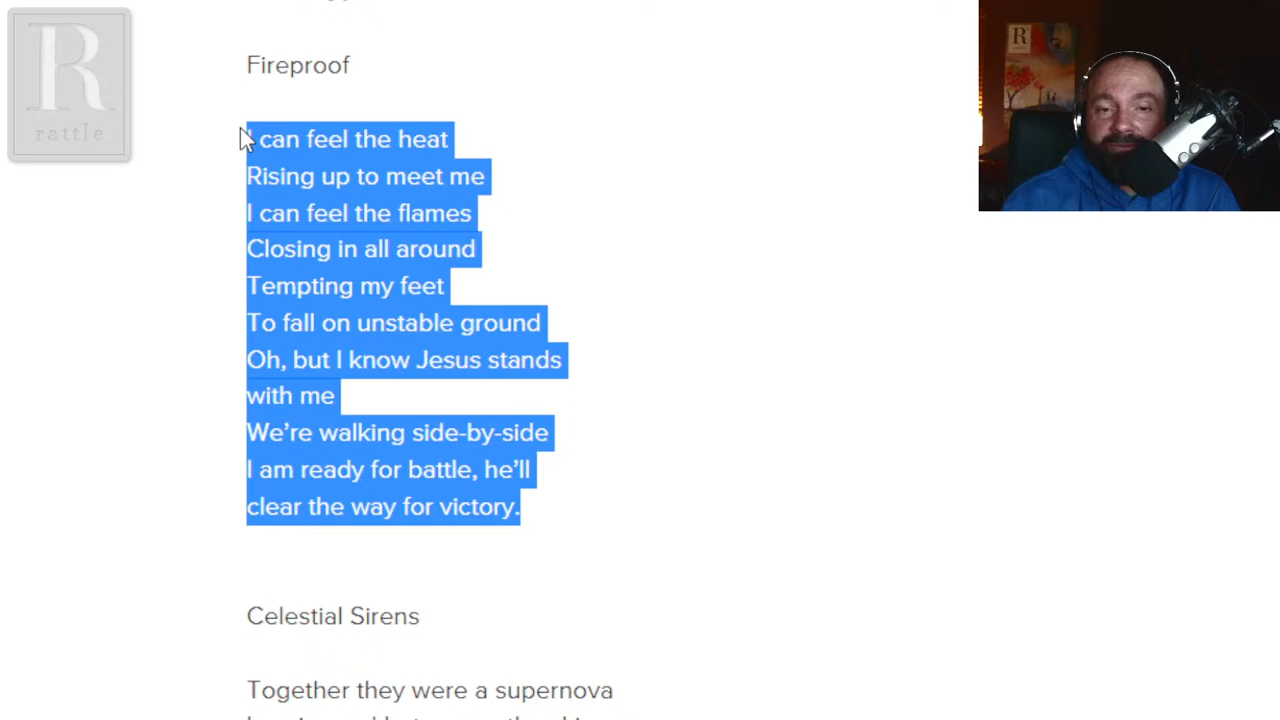 R
rattle
Fireproof
I can feel the heat
Rising up to meet me
I can feel the flames
Closing in all around
Tempting my feet
To fall on unstable ground
Oh, but I know Jesus stands
with me
We're walking side-by-side
I am ready for battle, he'll
clear the way for victory.
Celestial Sirens
Together they were a supernova
R